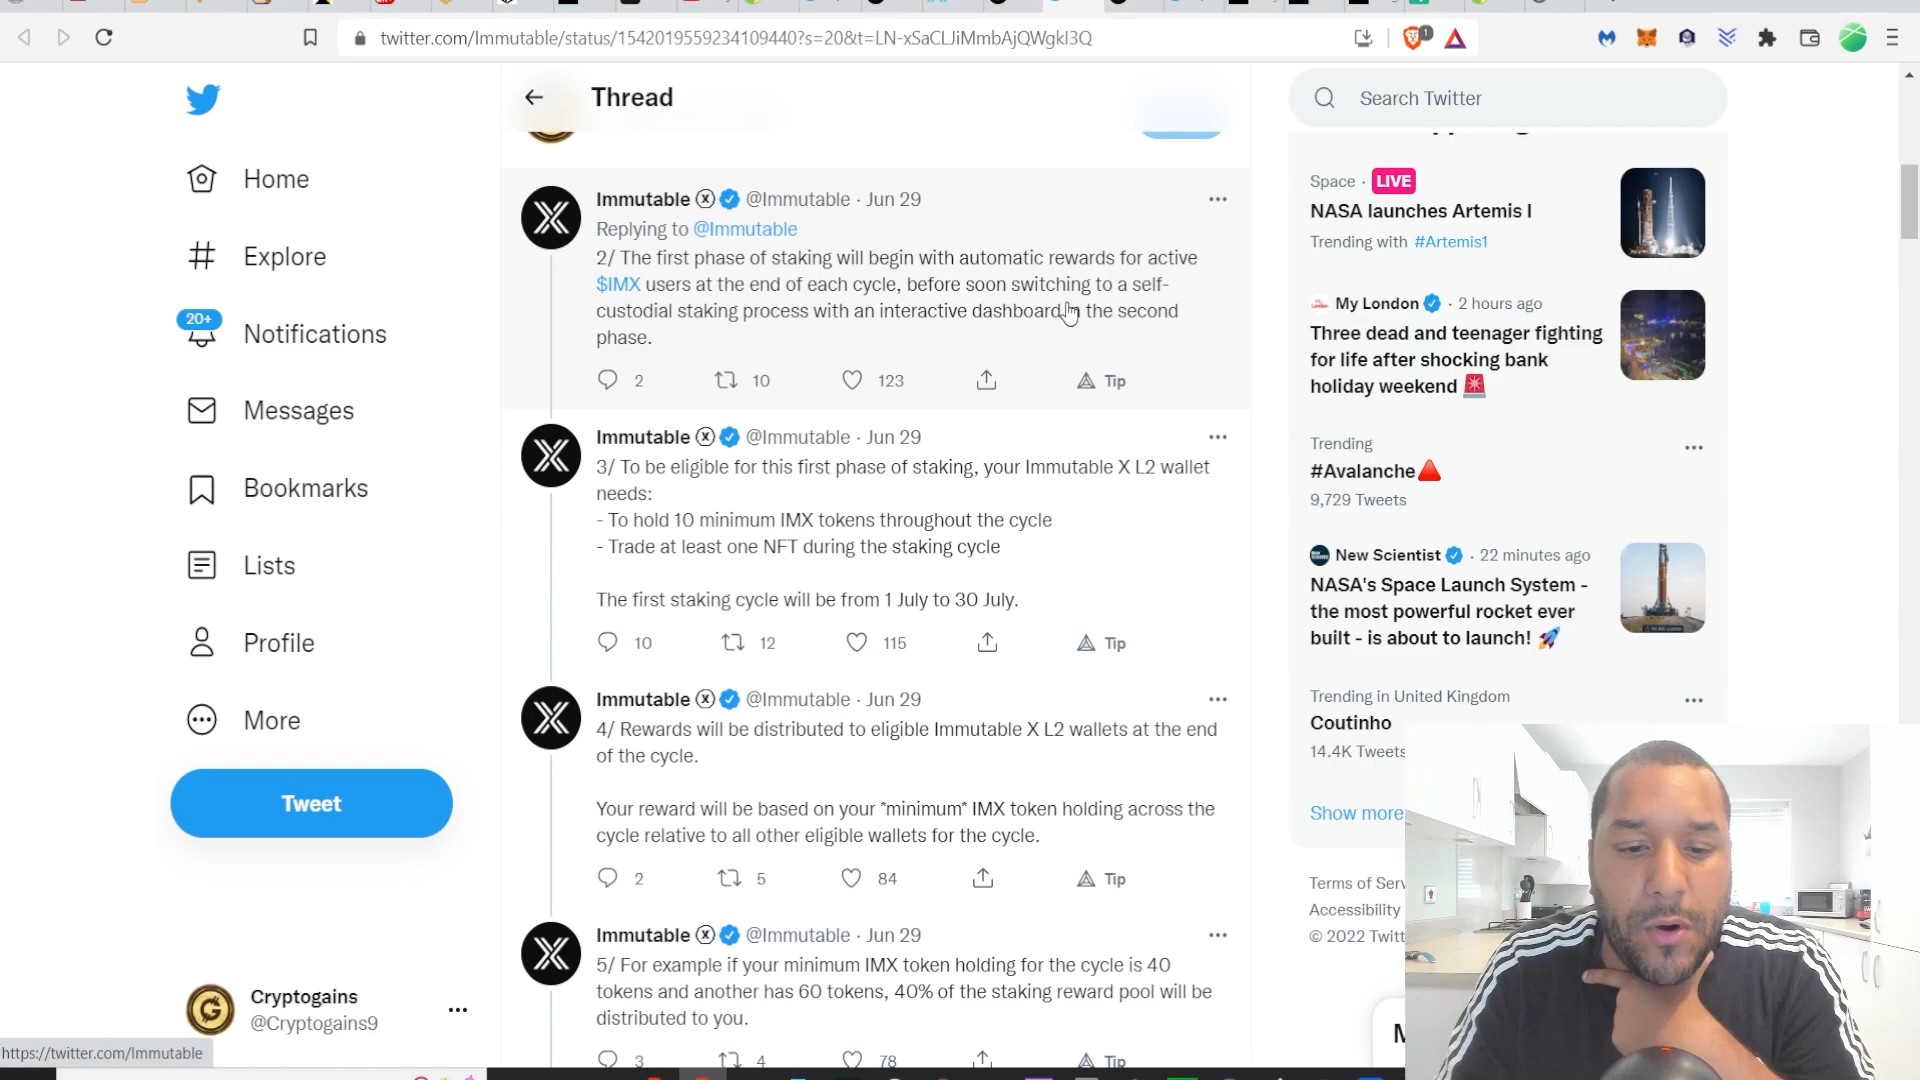 twitter.com/Immutable/status/1542019559234109440?s=20&t=LN-xSaCLJiMmbAjQWgkI3Q
1
Thread
Search Twitter
Home
Explore
20+
Notifications
Messages
Bookmarks
Lists
Profile
More
Tweet
Cryptogains
@Cryptogains9
https://twitter.com/Immutable
Immutable @Immutable · Jun 29
Replying to @Immutable
2/ The first phase of staking will begin with automatic rewards for active
$IMX users at the end of each cycle, before soon switching to a self-
custodial staking process with an interactive dashboard the second
phase.
2 10 123 Tip
Immutable @Immutable · Jun 29
3/ To be eligible for this first phase of staking, your Immutable X L2 wallet
needs:
- To hold 10 minimum IMX tokens throughout the cycle
- Trade at least one NFT during the staking cycle
The first staking cycle will be from 1 July to 30 July.
10 12 115 Tip
Immutable @Immutable · Jun 29
4/ Rewards will be distributed to eligible Immutable X L2 wallets at the end
of the cycle.
Your reward will be based on your *minimum* IMX token holding across the
cycle relative to all other eligible wallets for the cycle.
2 5 84 Tip
Immutable @Immutable · Jun 29
5/ For example if your minimum IMX token holding for the cycle is 40
tokens and another has 60 tokens, 40% of the staking reward pool will be
distributed to you.
3 4 78 Tip
Space · LIVE
NASA launches Artemis I
Trending with #Artemis1
My London · 2 hours ago
Three dead and teenager fighting
for life after shocking bank
holiday weekend
Trending
#Avalanche
9,729 Tweets
New Scientist · 22 minutes ago
NASA's Space Launch System -
the most powerful rocket ever
built - is about to launch!
Trending in United Kingdom
Coutinho
14.4K Tweets
Show more
Terms of
Accessibility
© 2022